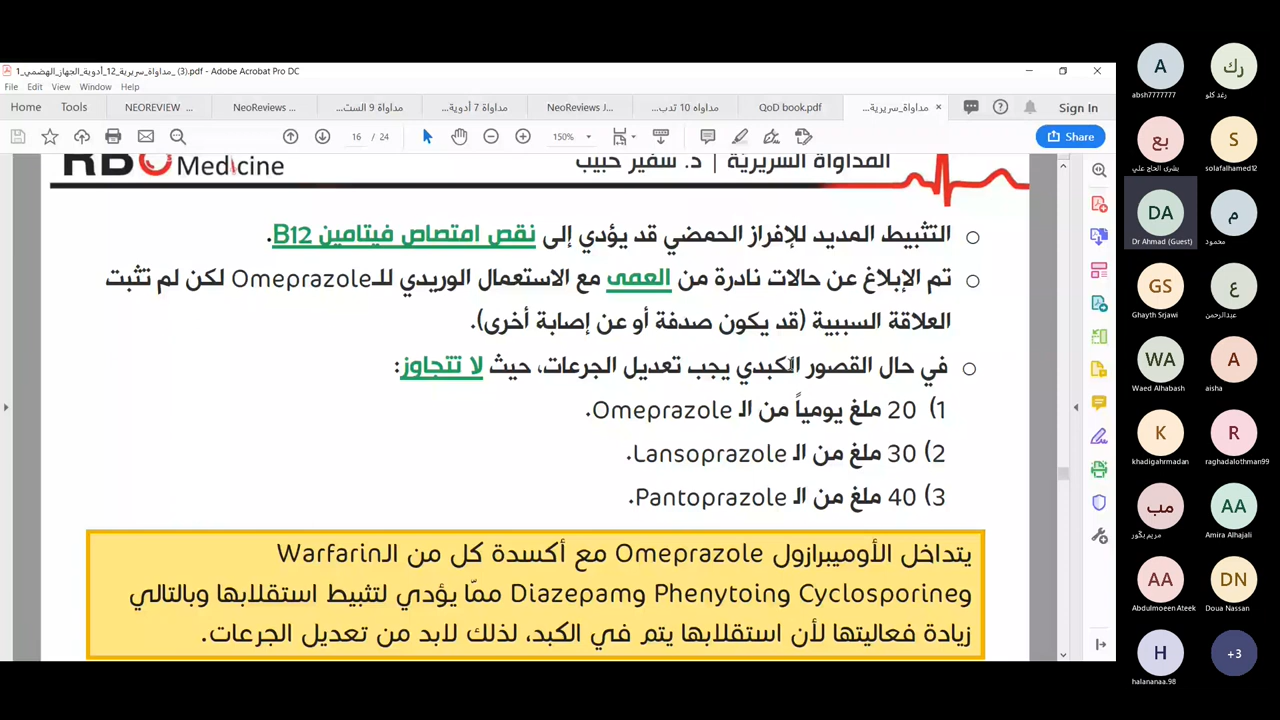 مداواة_سريرية_12_أدوية_الجهاز_الهضمي_1_ (3).pdf - Adobe Acrobat Pro DC
File Edit View Window Help
Home Tools NEOREVIEW ... NeoReviews ... مداواة 9 الست... مداواة 7 أدوية... NeoReviews J... مداواه 10 تدب... QoD book.pdf مداواة_سريرية... × Sign In
16 / 24 150% Share
RBO Medicine المداواة السريريّة | د. سفير حبيب
○ التثبيط المديد للإفراز الحمضي قد يؤدي إلى نقص امتصاص فيتامين B12.
○ تم الإبلاغ عن حالات نادرة من العمى مع الاستعمال الوريدي للـOmeprazole لكن لم تثبت
العلاقة السببية (قد يكون صدفة أو عن إصابة أخرى).
○ في حال القصور الكبدي يجب تعديل الجرعات، حيث لا تتجاوز:
1) 20 ملغ يومياً من الـ Omeprazole.
2) 30 ملغ من الـ Lansoprazole.
3) 40 ملغ من الـ Pantoprazole.
يتداخل الأوميبرازول Omeprazole مع أكسدة كل من الـWarfarin
وCyclosporine وPhenytoin وDiazepam ممّا يؤدي لتثبيط استقلابها وبالتالي
زيادة فعاليتها لأن استقلابها يتم في الكبد، لذلك لابد من تعديل الجرعات.
A رك
absh7777777 رغد كلو
بع S
بشرى الحاج علي solafalhamed12
DA م
Dr Ahmad (Guest) محمود
GS ع
Ghayth Srjawi عبدالرحمن
WA A
Waed Alhabash aisha
K R
khadigahrmadan raghadalothman99
مب AA
مريم بكّور Amira Alhajali
AA DN
Abdulmoeen Ateek Doua Nassan
H +3
halananaa.98